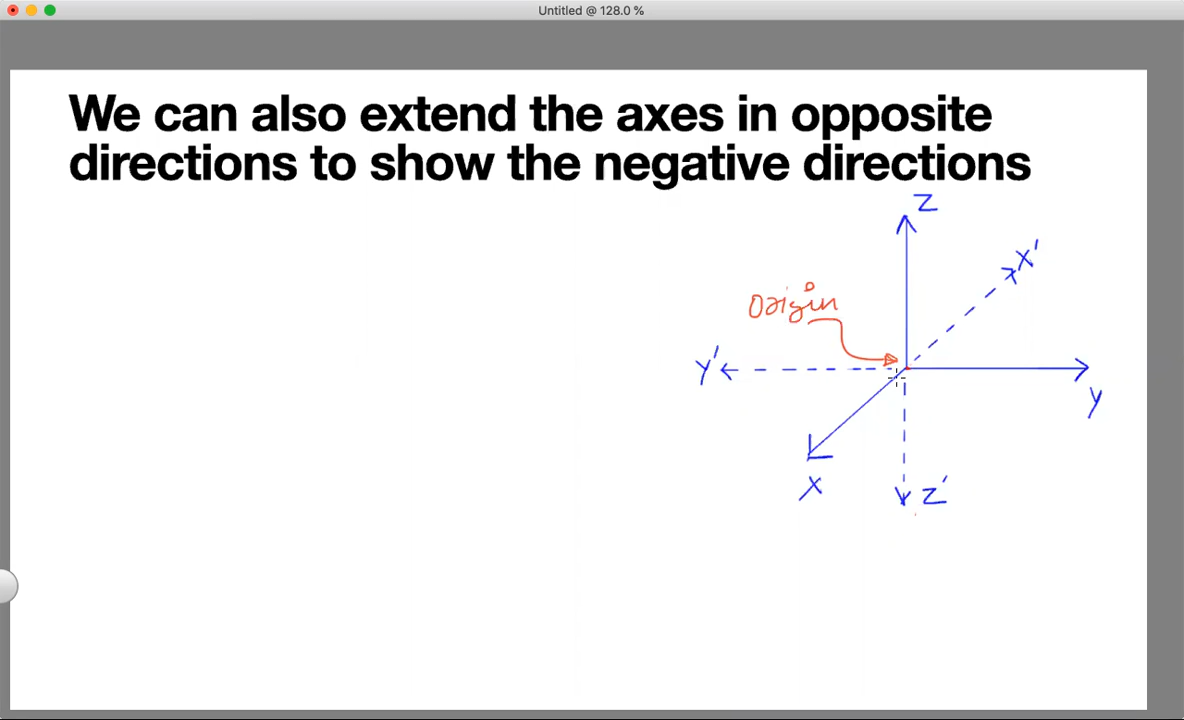 Untitled @ 128.0 %
We can also extend the axes in opposite
directions to show the negative directions
Z
X'
Origin
Y'
y
X
Z'